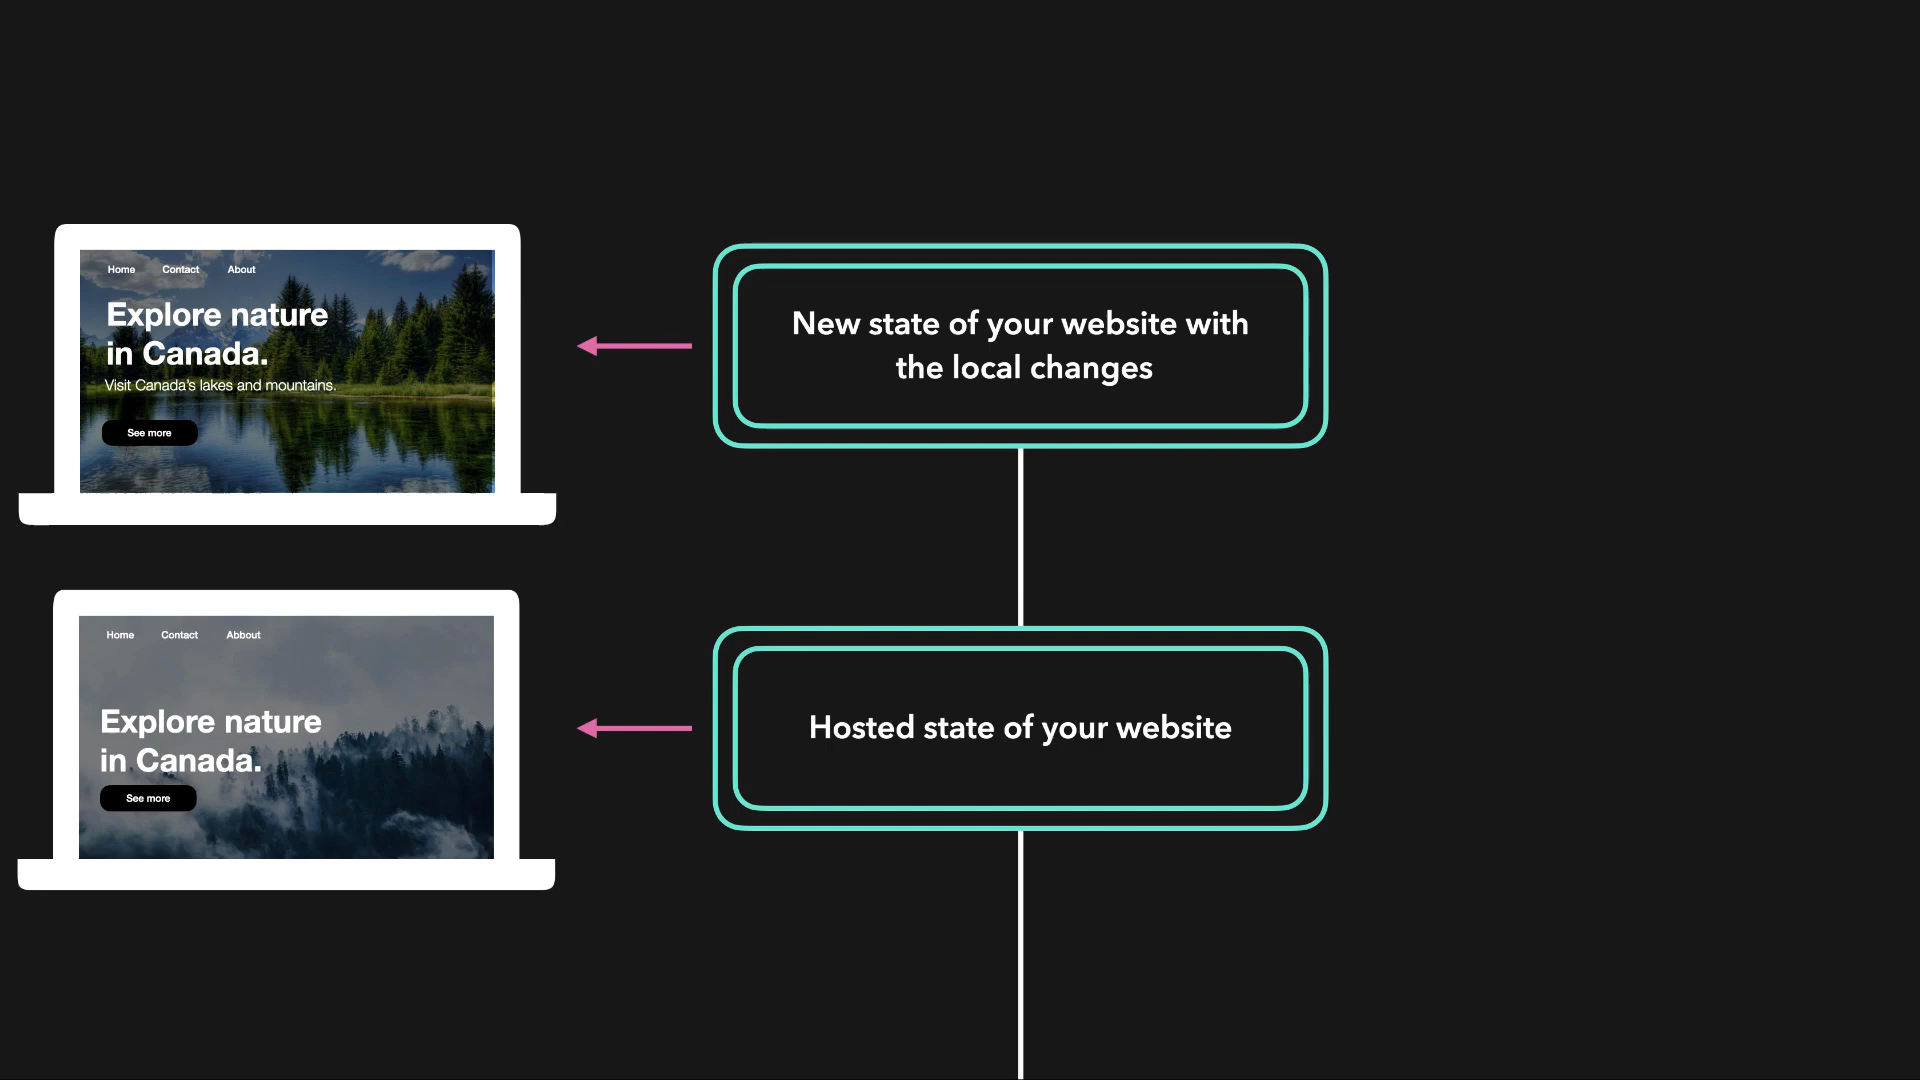 Home Contact About
Explore nature
in Canada.
Visit Canada's lakes and mountains.
See more
New state of your website with
the local changes
Home Contact Abbout
Explore nature
in Canada.
See more
Hosted state of your website